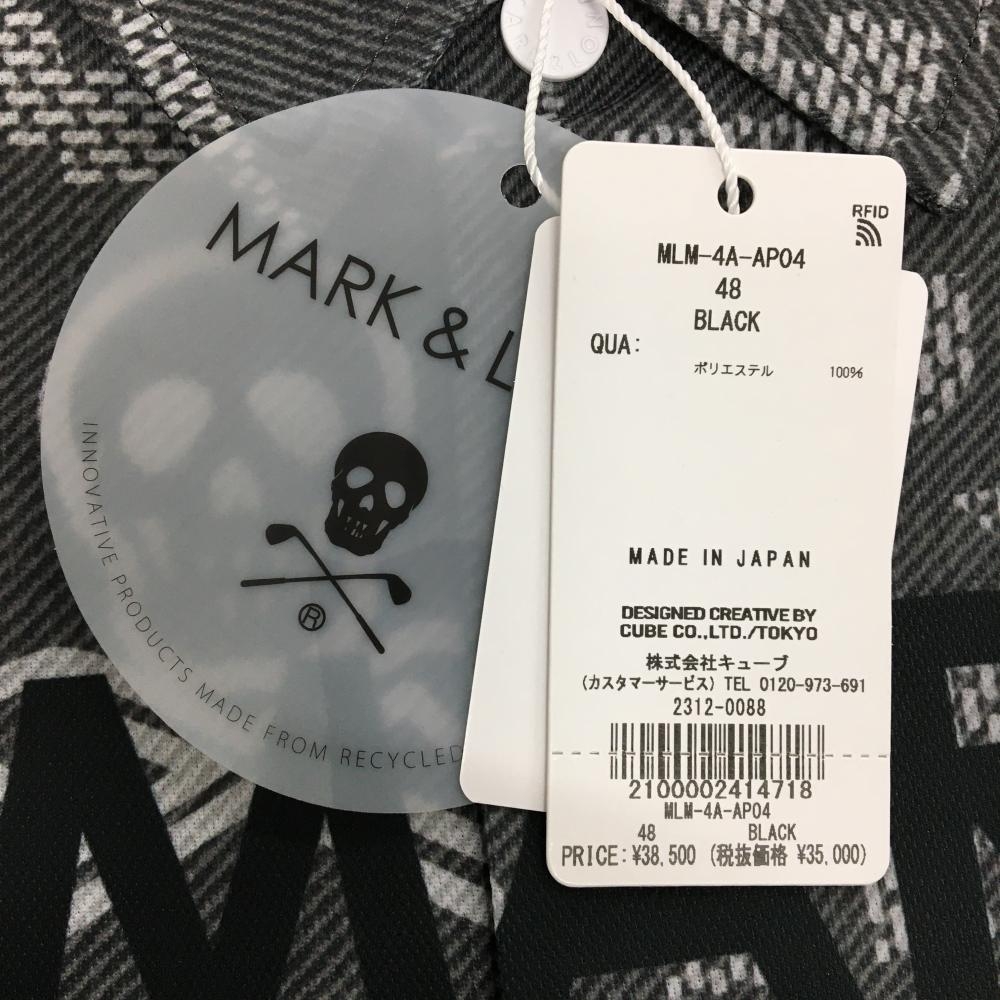 MARK & L
®
INNOVATIVE PRODUCTS MADE FROM RECYCLED
RFID
MLM-4A-AP04
48
BLACK
QUA:
ポリエステル 100%
MADE IN JAPAN
DESIGNED CREATIVE BY
CUBE CO.,LTD./TOKYO
株式会社キューブ
(カスタマーサービス) TEL 0120-973-691
2312-0088
2100002414718
MLM-4A-AP04
48 BLACK
PRICE:¥38,500 (税抜価格 ¥35,000)